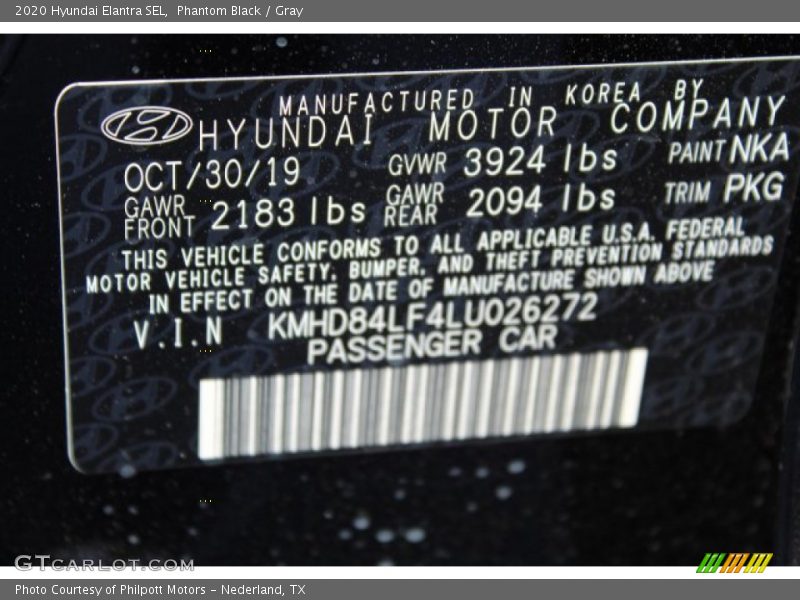 2020 Hyundai Elantra SEL, Phantom Black / Gray
MANUFACTURED IN KOREA BY
HYUNDAI MOTOR COMPANY
OCT/30/19 GVWR 3924 lbs PAINT NKA
GAWR FRONT 2183 lbs GAWR REAR 2094 lbs TRIM PKG
THIS VEHICLE CONFORMS TO ALL APPLICABLE U.S.A. FEDERAL
MOTOR VEHICLE SAFETY, BUMPER, AND THEFT PREVENTION STANDARDS
IN EFFECT ON THE DATE OF MANUFACTURE SHOWN ABOVE
V.I.N KMHD84LF4LU026272
PASSENGER CAR
GTCARLOT.COM
Photo Courtesy of Philpott Motors - Nederland, TX